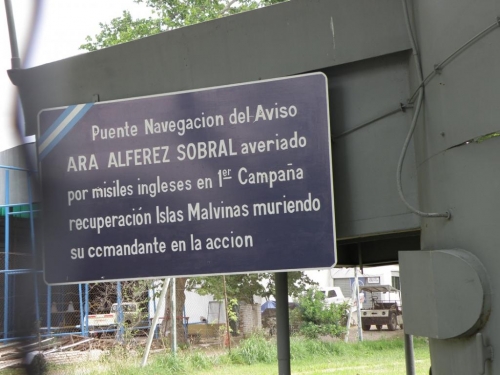 Puente Navegacion del Aviso
ARA ALFEREZ SOBRAL averiado
por misiles ingleses en 1er Campaña
recuperación Islas Malvinas muriendo
su comandante en la accion